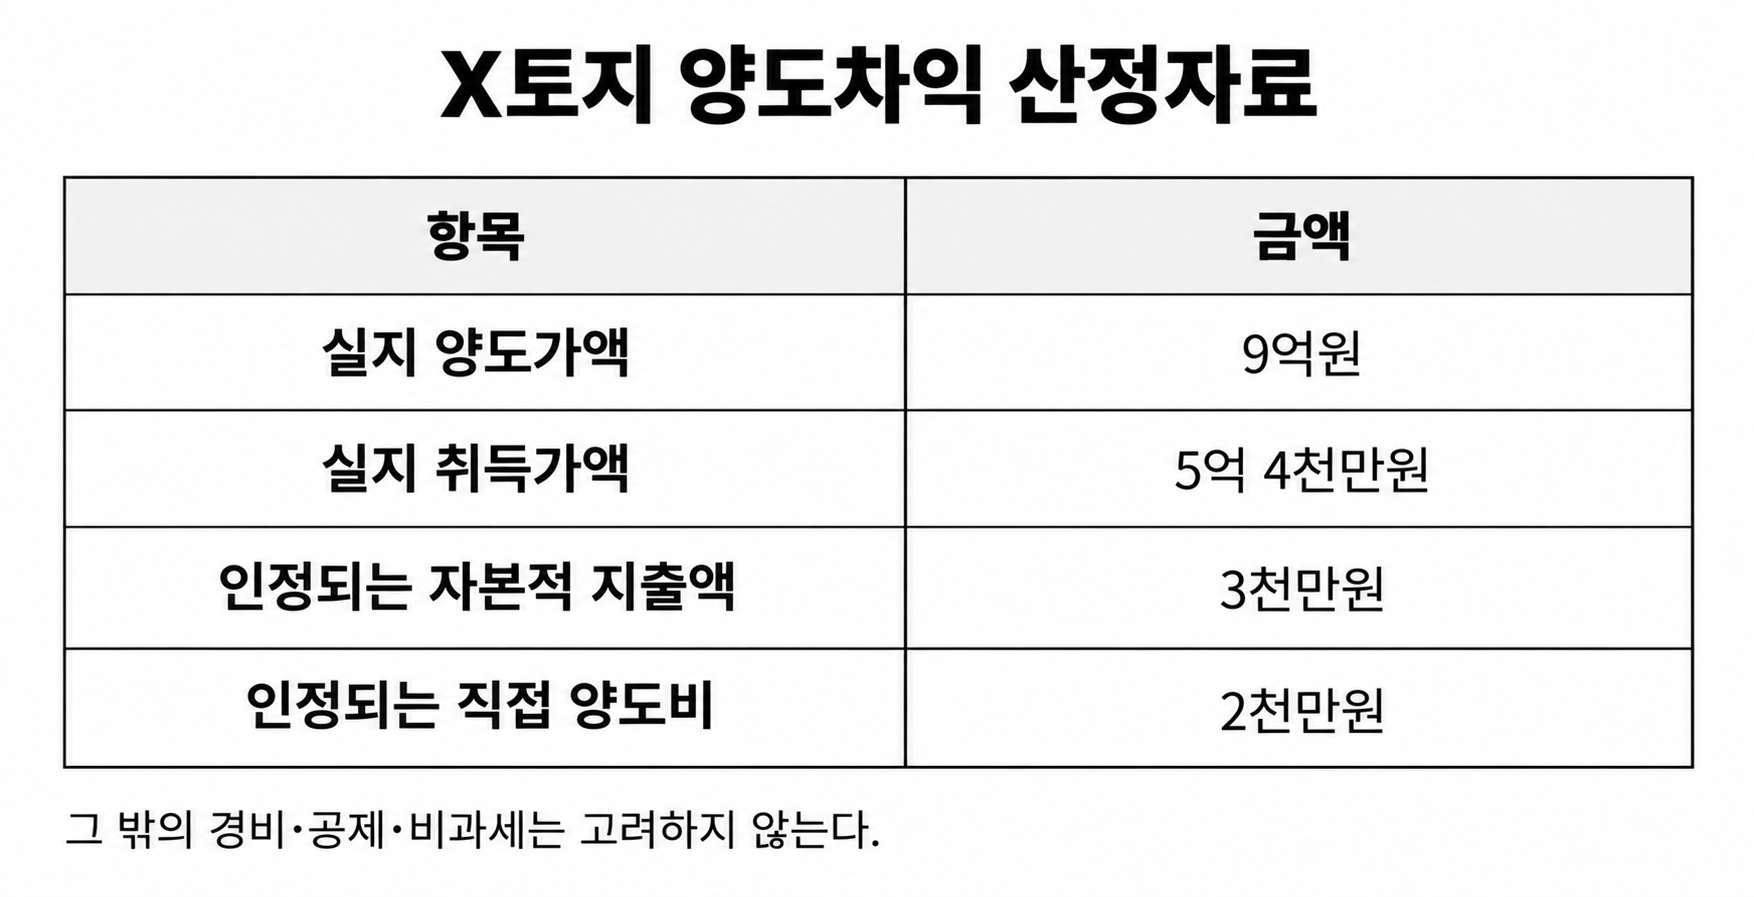 X토지 양도차익 산정자료
항목 금액
실지 양도가액 9억원
실지 취득가액 5억 4천만원
인정되는 자본적 지출액 3천만원
인정되는 직접 양도비 2천만원
그 밖의 경비·공제·비과세는 고려하지 않는다.